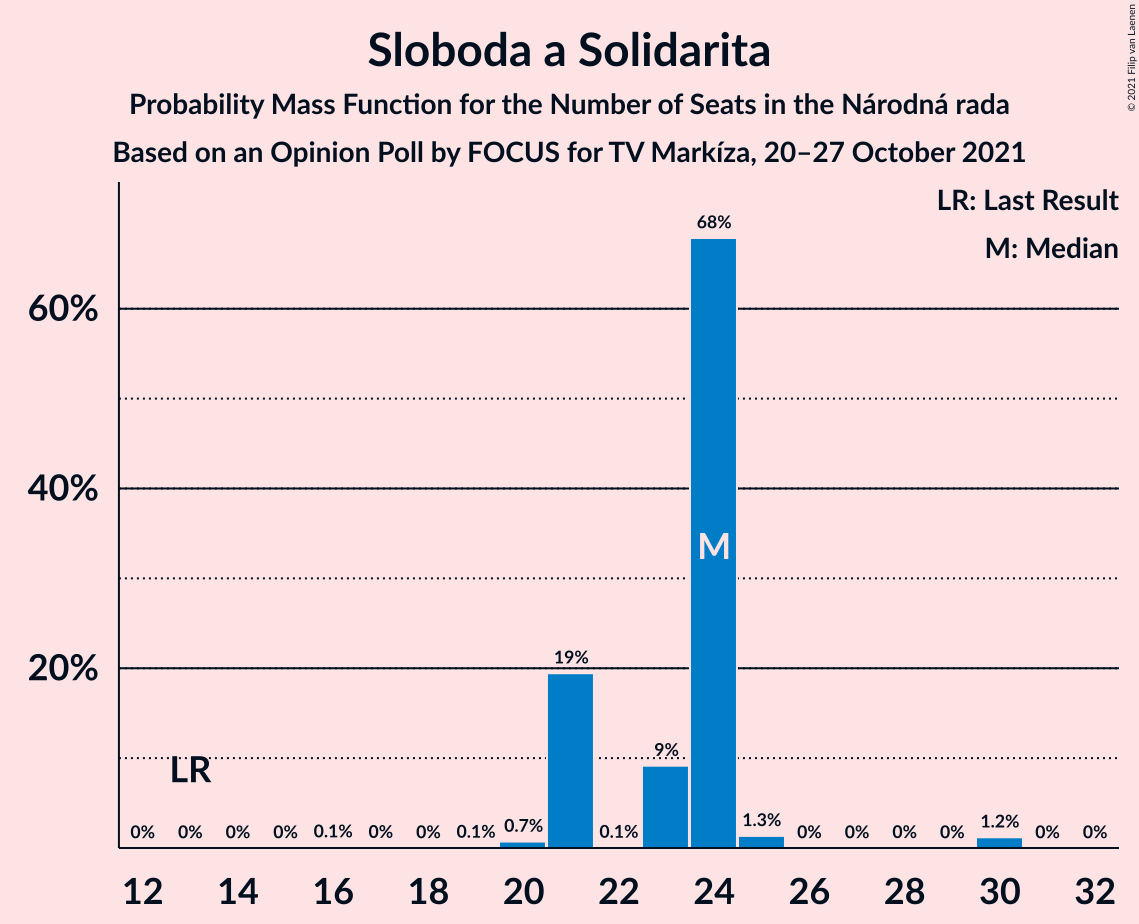 Sloboda a Solidarita
Probability Mass Function for the Number of Seats in the Národná rada
Based on an Opinion Poll by FOCUS for TV Markíza, 20–27 October 2021
© 2021 Filip van Laenen
LR: Last Result
M: Median
68%
60%
40%
M
20%
19%
9%
LR
0% 0% 0% 0% 0.1% 0% 0% 0.1% 0.7% 0.1% 1.3% 0% 0% 0% 0% 1.2% 0% 0%
12 14 16 18 20 22 24 26 28 30 32